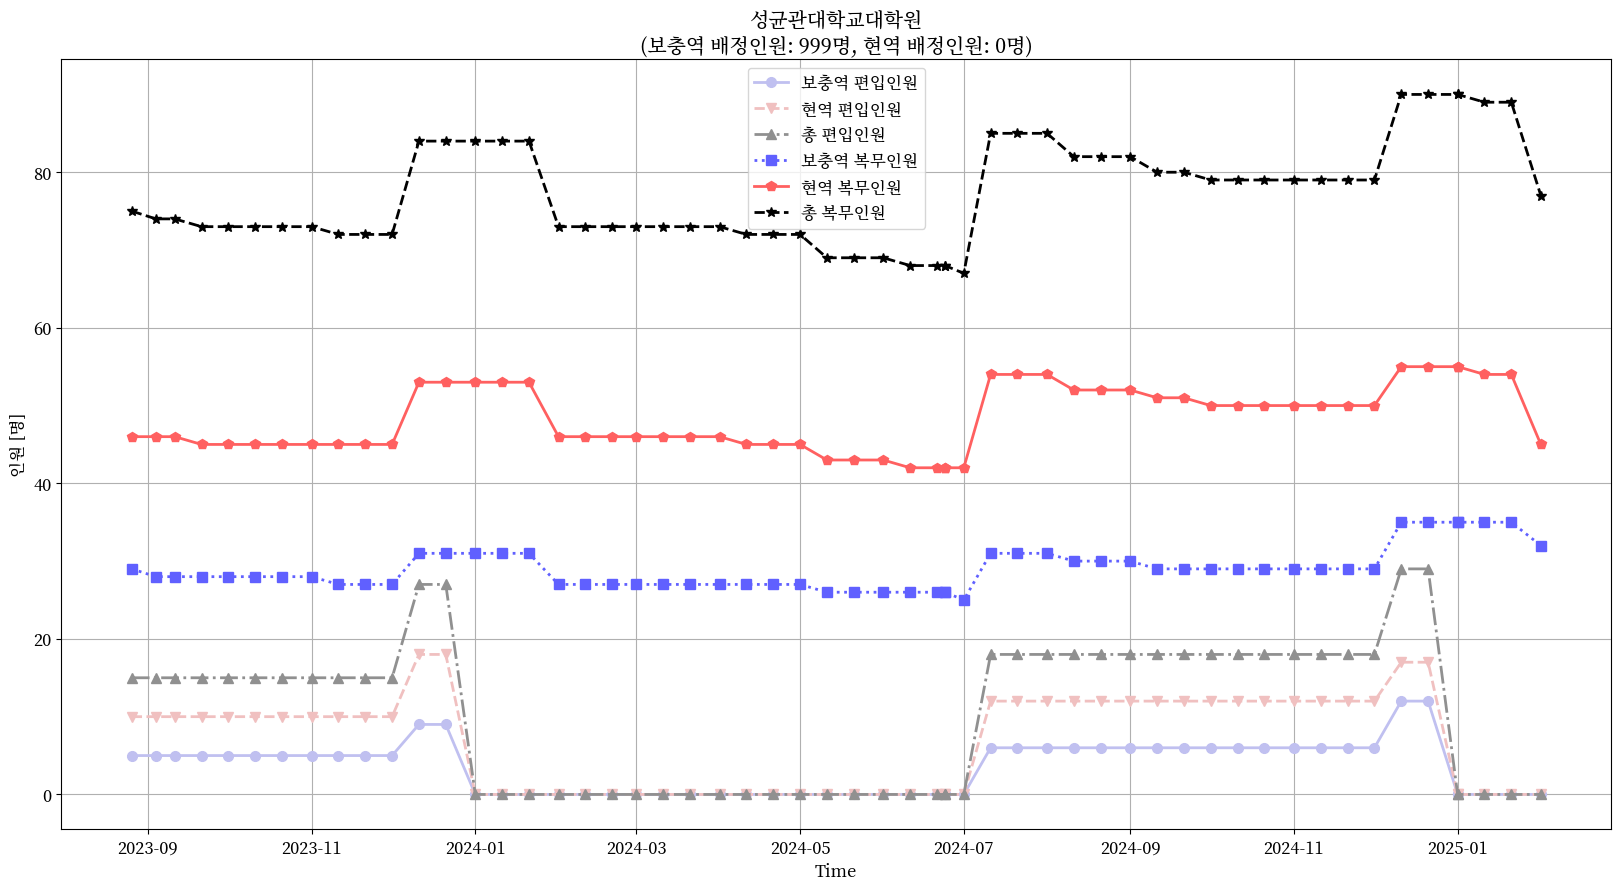 성균관대학교대학원
(보충역 배정인원: 999명, 현역 배정인원: 0명)
보충역 편입인원
현역 편입인원
총 편입인원
보충역 복무인원
현역 복무인원
총 복무인원
인원 [명]
80
60
40
20
0
2023-09
2023-11
2024-01
2024-03
2024-05
2024-07
2024-09
2024-11
2025-01
Time